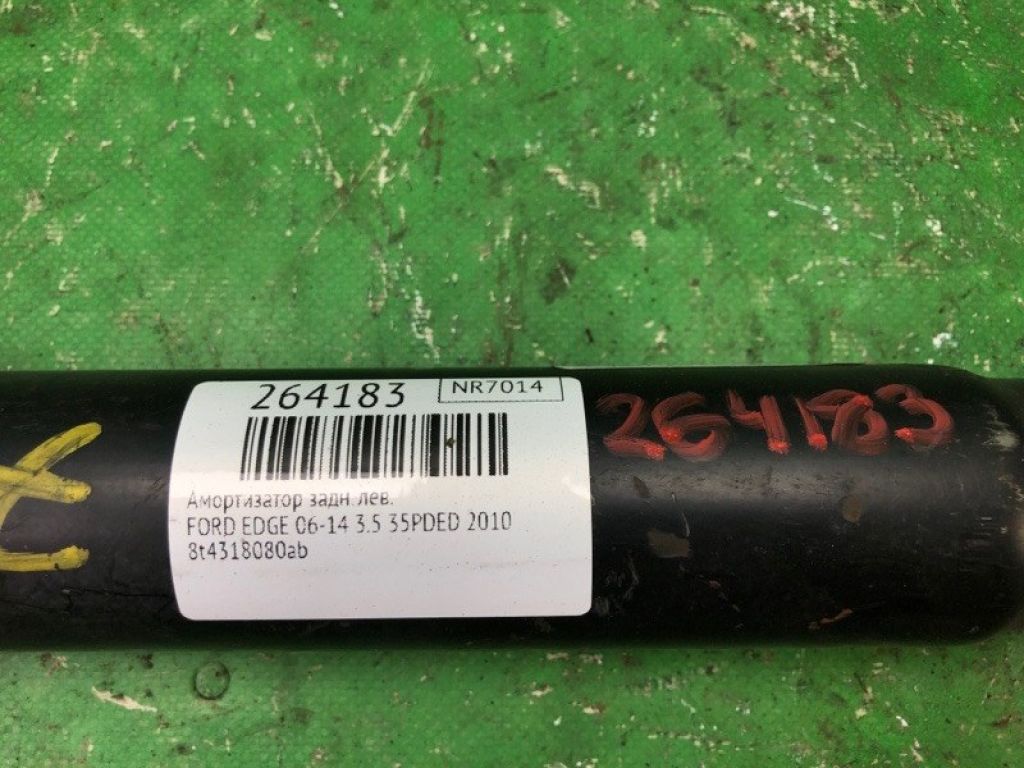 264183 NR7014
264183
Амортизатор задн. лев.
FORD EDGE 06-14 3.5 35PDED 2010
8t4318080ab